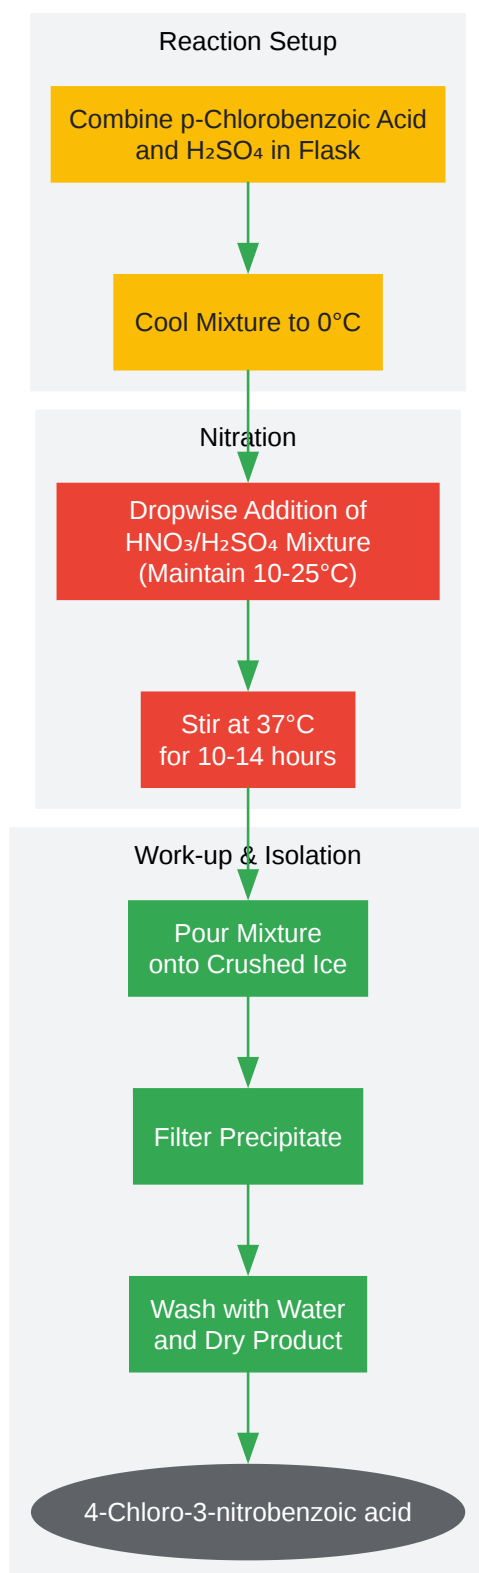 Reaction Setup
Combine p-Chlorobenzoic Acid
and H₂SO₄ in Flask
Cool Mixture to 0°C
Nitration
Dropwise Addition of
HNO₃/H₂SO₄ Mixture
(Maintain 10-25°C)
Stir at 37°C
for 10-14 hours
Work-up & Isolation
Pour Mixture
onto Crushed Ice
Filter Precipitate
Wash with Water
and Dry Product
4-Chloro-3-nitrobenzoic acid